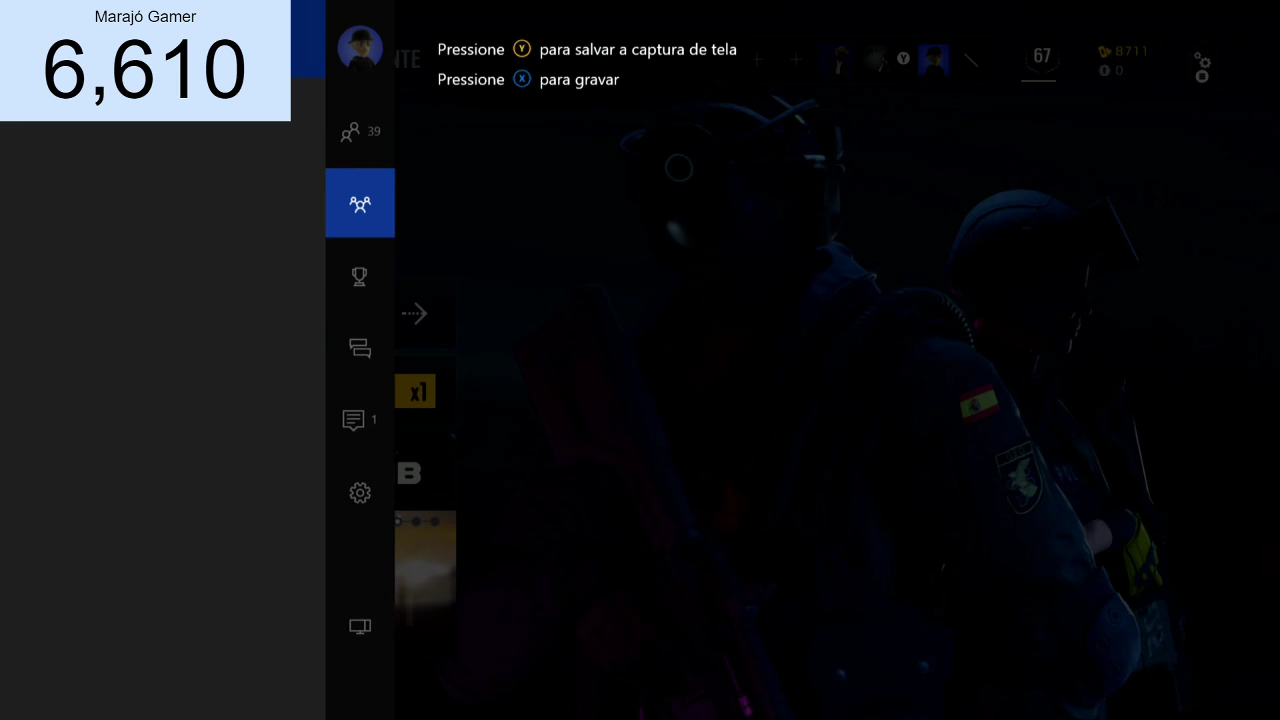 Marajó Gamer
6,610
NTE
Pressione Y para salvar a captura de tela
Pressione X para gravar
Y
67
8711
0
39
x1
1
B